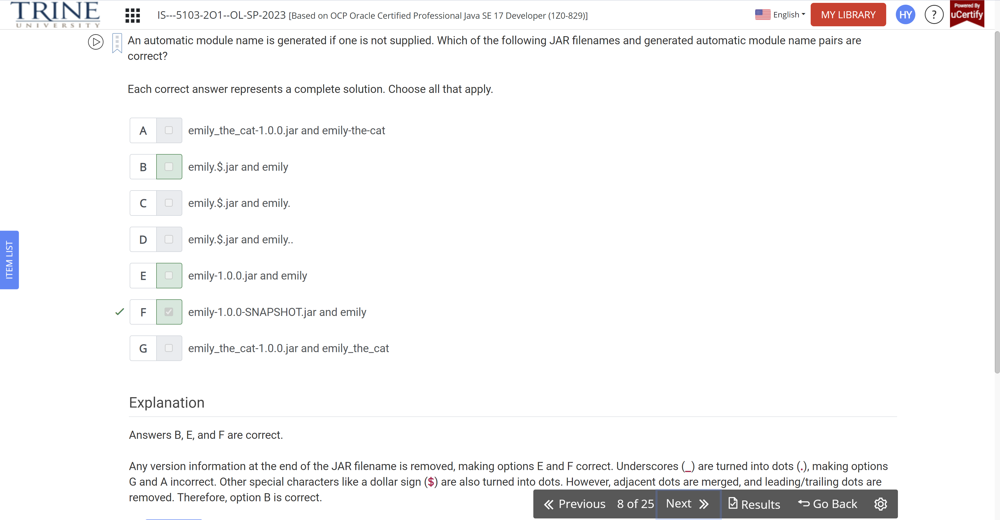 TRINE
UNIVERSITY
IS---5103-2O1--OL-SP-2023 [Based on OCP Oracle Certified Professional Java SE 17 Developer (1Z0-829)]
English
MY LIBRARY
HY
?
Powered By
uCertify
An automatic module name is generated if one is not supplied. Which of the following JAR filenames and generated automatic module name pairs are
correct?
Each correct answer represents a complete solution. Choose all that apply.
A emily_the_cat-1.0.0.jar and emily-the-cat
B emily.$.jar and emily
C emily.$.jar and emily.
D emily.$.jar and emily..
E emily-1.0.0.jar and emily
F emily-1.0.0-SNAPSHOT.jar and emily
G emily_the_cat-1.0.0.jar and emily_the_cat
ITEM LIST
Explanation
Answers B, E, and F are correct.
Any version information at the end of the JAR filename is removed, making options E and F correct. Underscores (_) are turned into dots (.), making options
G and A incorrect. Other special characters like a dollar sign ($) are also turned into dots. However, adjacent dots are merged, and leading/trailing dots are
removed. Therefore, option B is correct.
Previous 8 of 25 Next Results Go Back